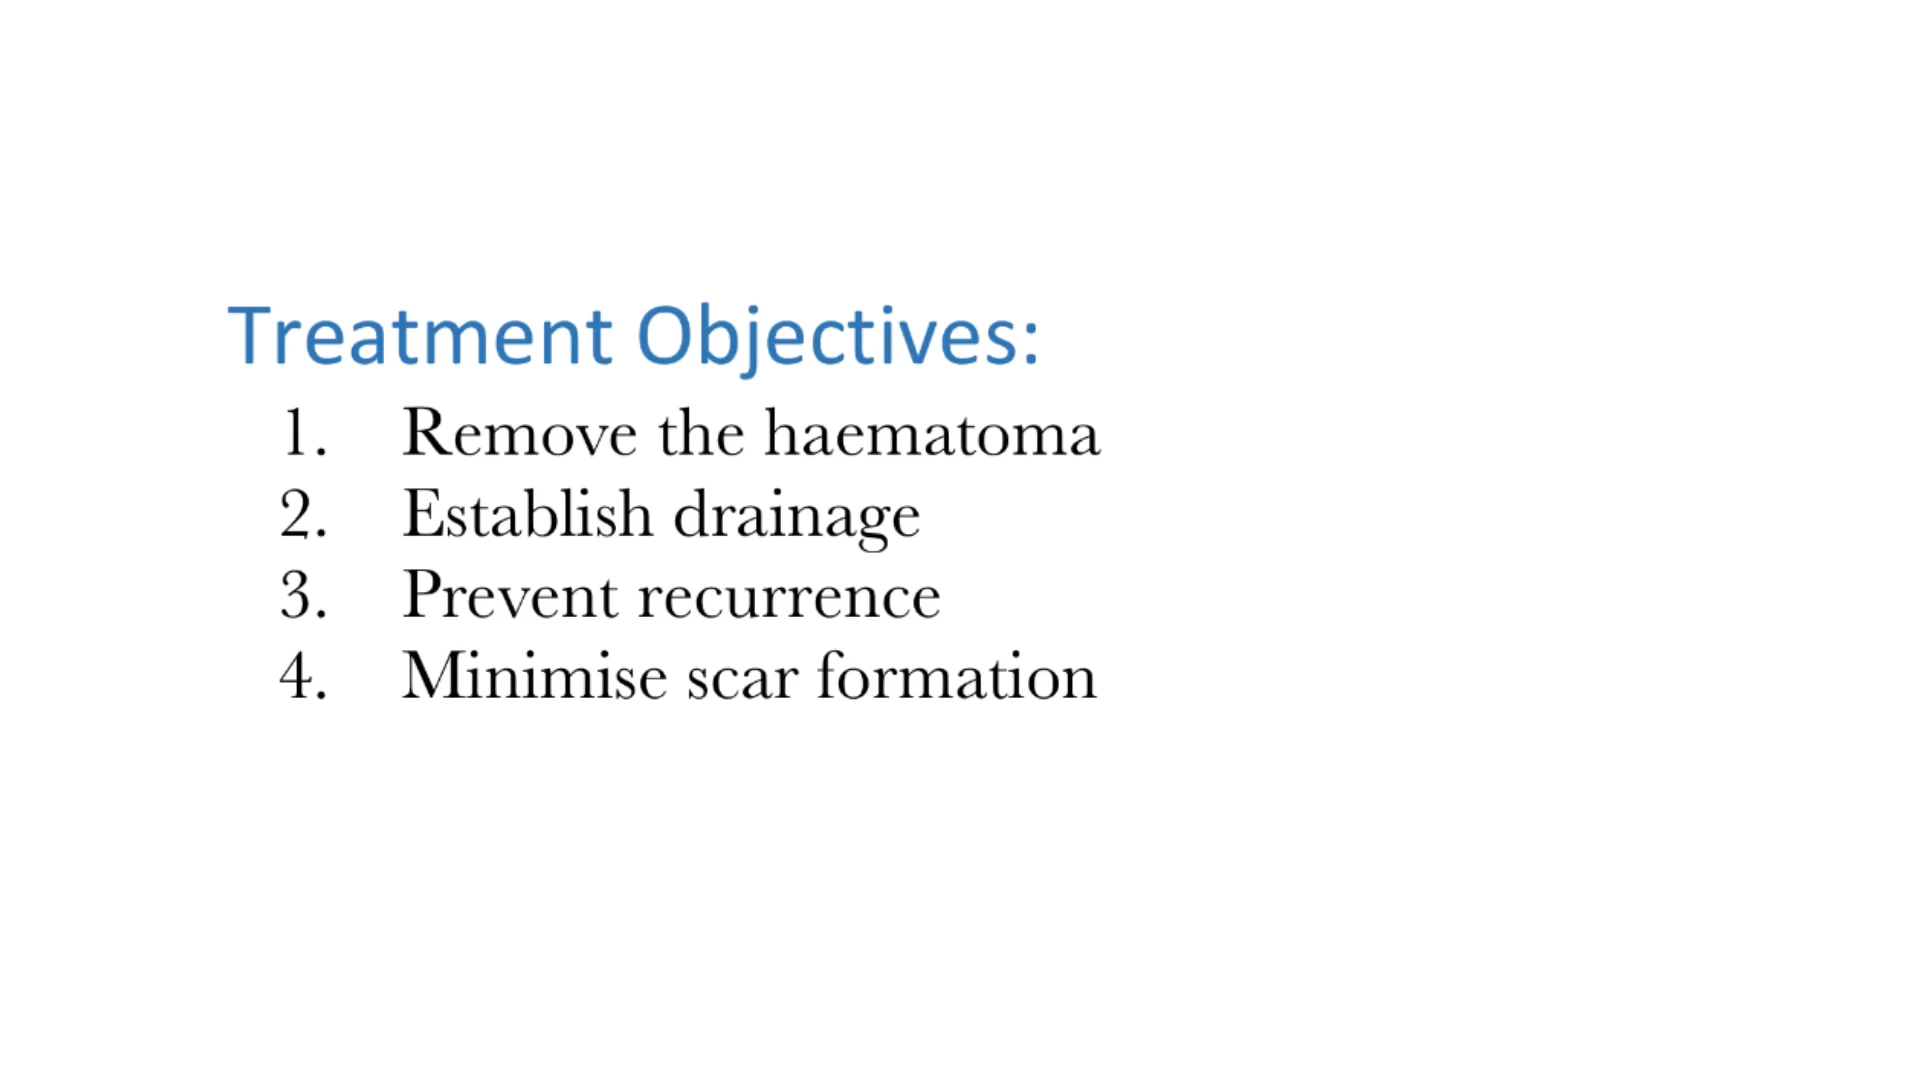 Treatment Objectives:
1. Remove the haematoma
2. Establish drainage
3. Prevent recurrence
4. Minimise scar formation